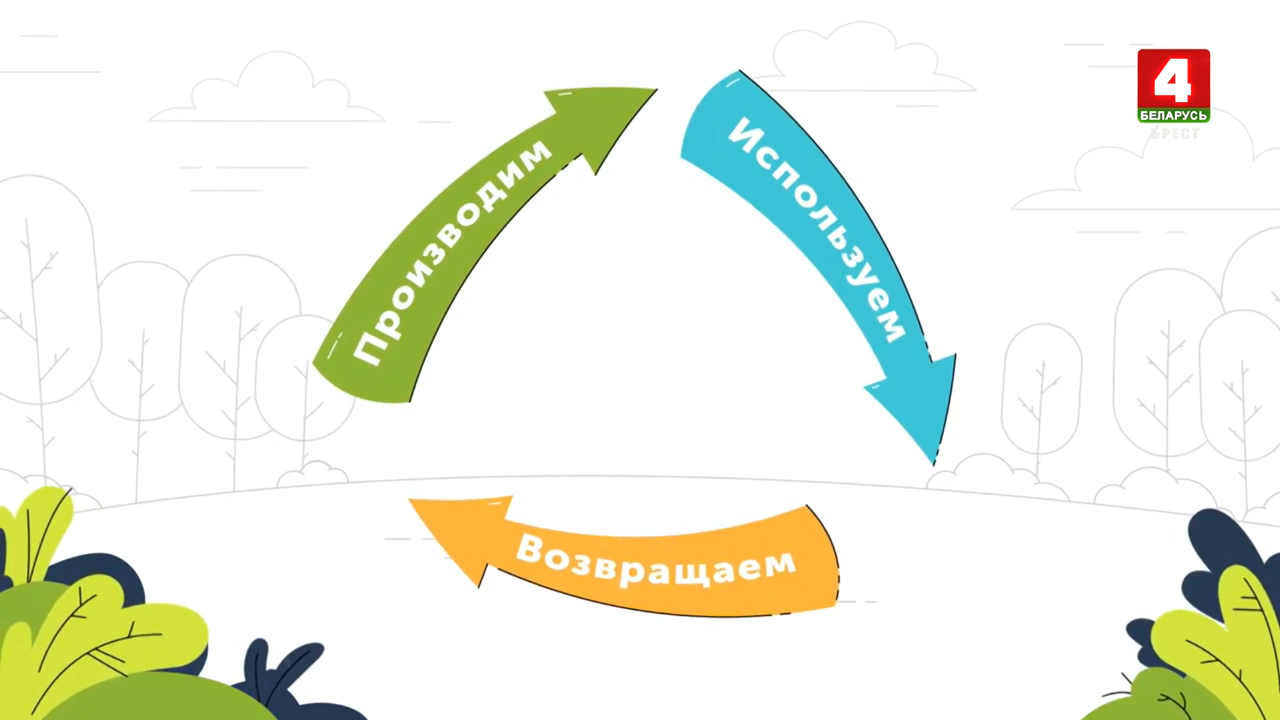 Производим
Используем
Возвращаем
4
БЕЛАРУСЬ
БРЕСТ